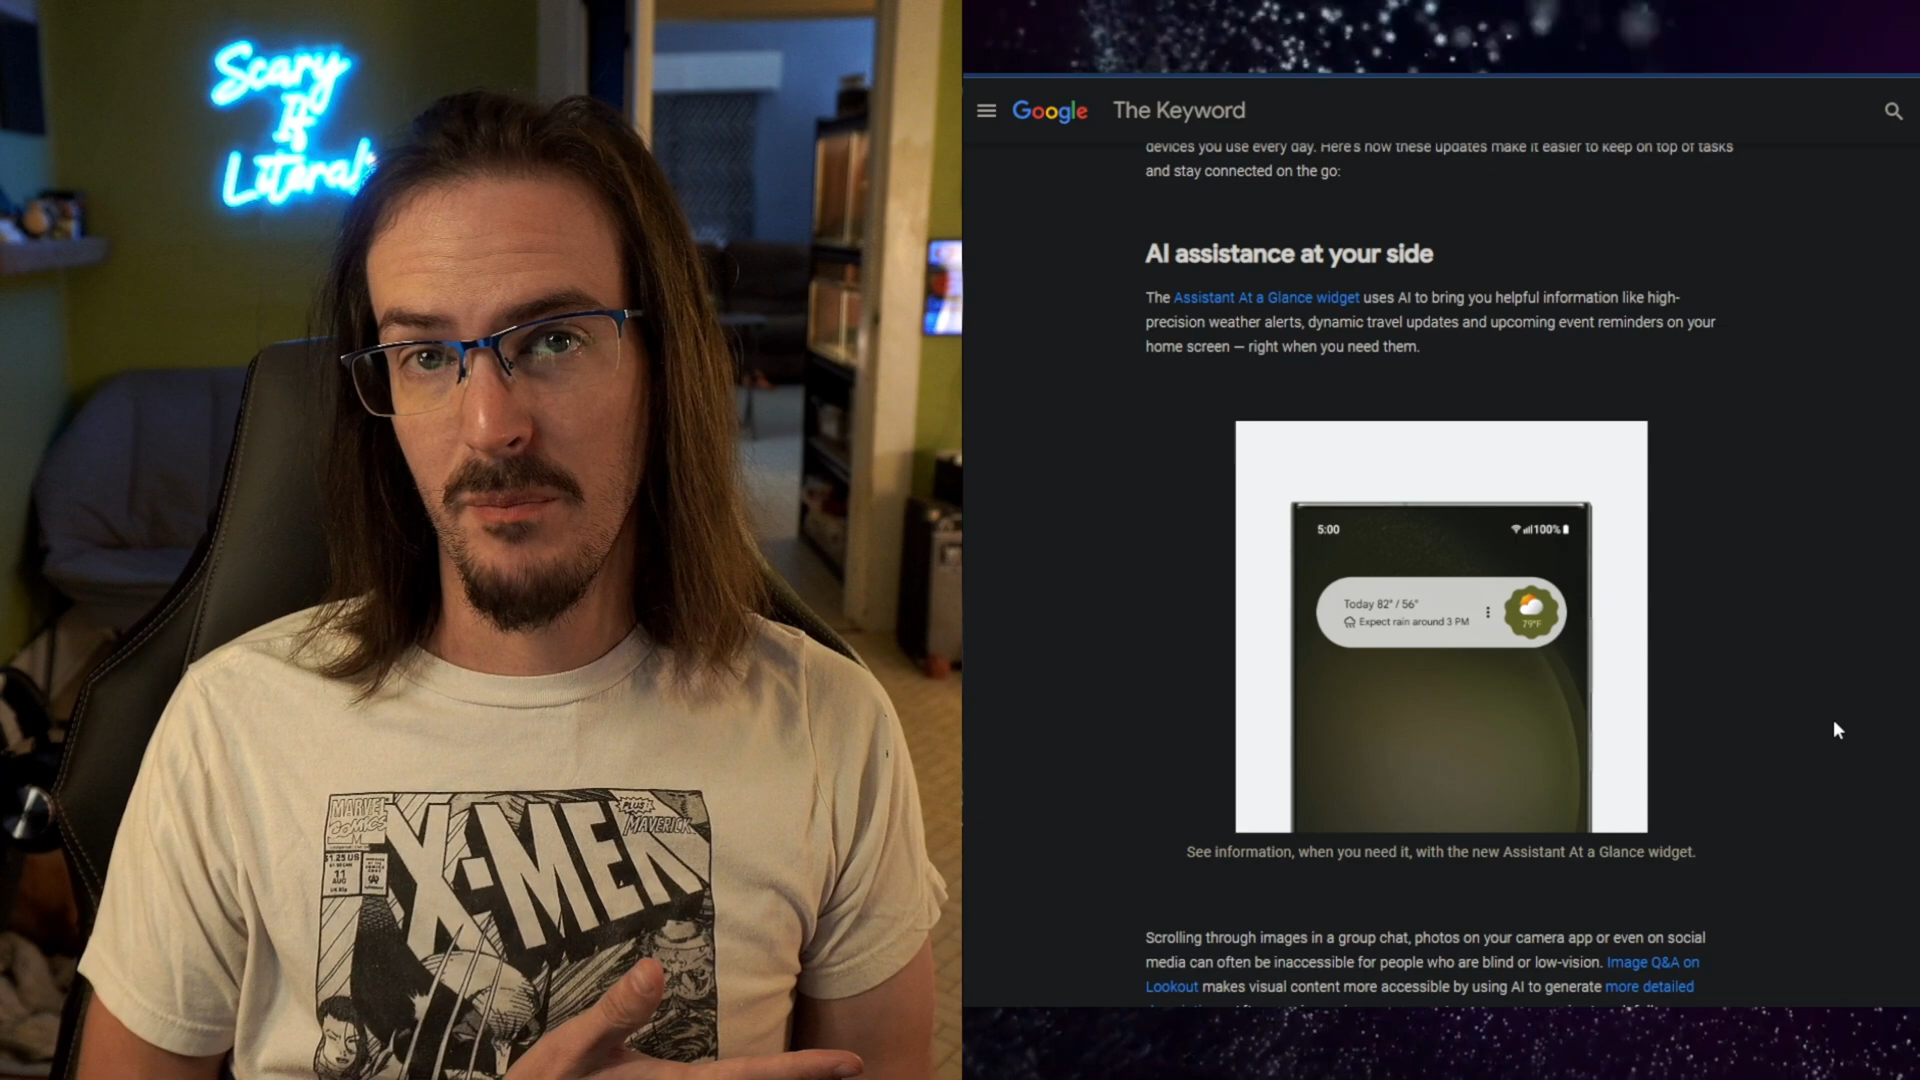 Scary
It
Is
Literal
MARVEL
COMICS
$1.25 US
11
AUG
X-MEN
PLUS
MAVERICK
Google The Keyword
devices you use every day. Here's how these updates make it easier to keep on top of tasks
and stay connected on the go:
AI assistance at your side
The Assistant At a Glance widget uses AI to bring you helpful information like high-
precision weather alerts, dynamic travel updates and upcoming event reminders on your
home screen — right when you need them.
5:00
100%
Today 82° / 56°
Expect rain around 3 PM
79°F
See information, when you need it, with the new Assistant At a Glance widget.
Scrolling through images in a group chat, photos on your camera app or even on social
media can often be inaccessible for people who are blind or low-vision. Image Q&A on
Lookout makes visual content more accessible by using AI to generate more detailed